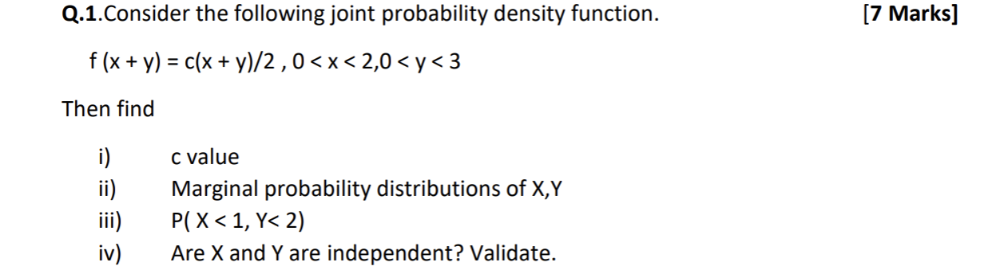 Q.1.Consider the following joint probability density function. [7 Marks]
f (x + y) = c(x + y)/2 , 0 < x < 2,0 < y < 3
Then find
i) c value
ii) Marginal probability distributions of X,Y
iii) P( X < 1, Y< 2)
iv) Are X and Y are independent? Validate.